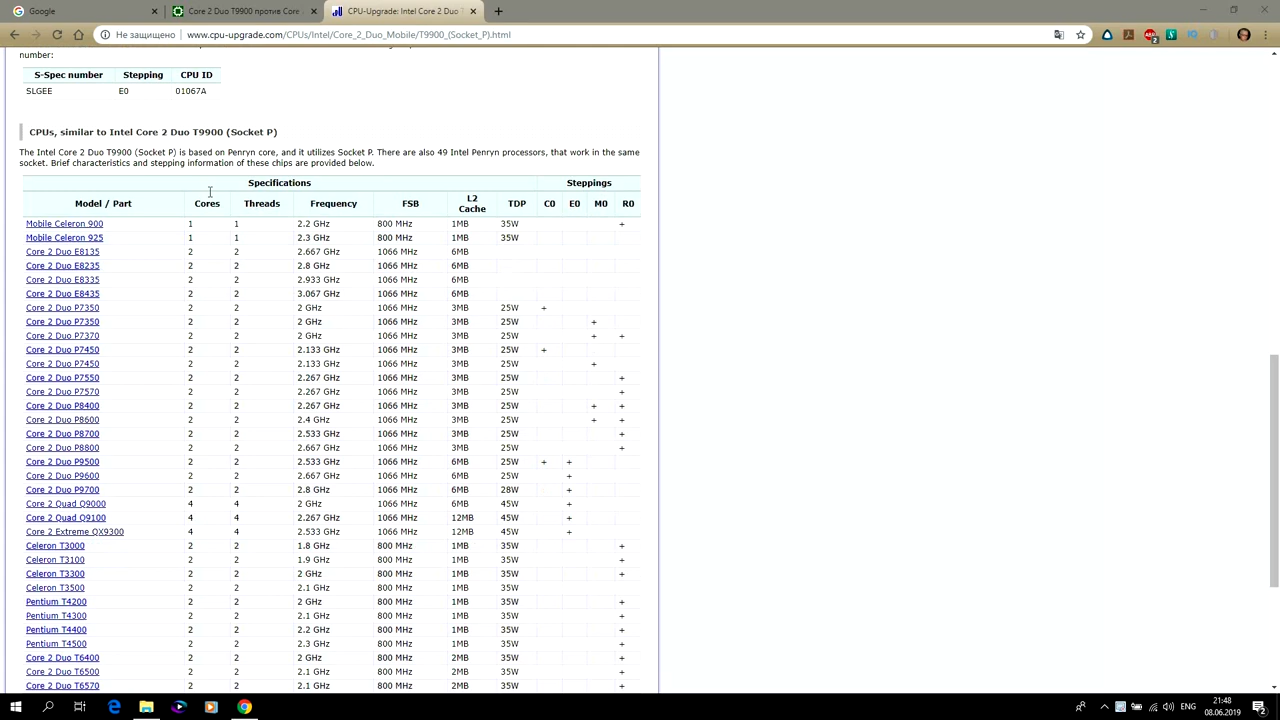 Google
Core 2 Duo T9900 против Core
CPU-Upgrade: Intel Core 2 Duo T
Не защищено
www.cpu-upgrade.com/CPUs/Intel/Core_2_Duo_Mobile/T9900_(Socket_P).html
number:
S-Spec number Stepping CPU ID
SLGEE E0 01067A
CPUs, similar to Intel Core 2 Duo T9900 (Socket P)
The Intel Core 2 Duo T9900 (Socket P) is based on Penryn core, and it utilizes Socket P. There are also 49 Intel Penryn processors, that work in the same
socket. Brief characteristics and stepping information of these chips are provided below.
Specifications Steppings
Model / Part Cores Threads Frequency FSB L2 Cache TDP C0 E0 M0 R0
Mobile Celeron 900 1 1 2.2 GHz 800 MHz 1MB 35W +
Mobile Celeron 925 1 1 2.3 GHz 800 MHz 1MB 35W
Core 2 Duo E8135 2 2 2.667 GHz 1066 MHz 6MB
Core 2 Duo E8235 2 2 2.8 GHz 1066 MHz 6MB
Core 2 Duo E8335 2 2 2.933 GHz 1066 MHz 6MB
Core 2 Duo E8435 2 2 3.067 GHz 1066 MHz 6MB
Core 2 Duo P7350 2 2 2 GHz 1066 MHz 3MB 25W +
Core 2 Duo P7350 2 2 2 GHz 1066 MHz 3MB 25W +
Core 2 Duo P7370 2 2 2 GHz 1066 MHz 3MB 25W + +
Core 2 Duo P7450 2 2 2.133 GHz 1066 MHz 3MB 25W +
Core 2 Duo P7450 2 2 2.133 GHz 1066 MHz 3MB 25W +
Core 2 Duo P7550 2 2 2.267 GHz 1066 MHz 3MB 25W +
Core 2 Duo P7570 2 2 2.267 GHz 1066 MHz 3MB 25W +
Core 2 Duo P8400 2 2 2.267 GHz 1066 MHz 3MB 25W + +
Core 2 Duo P8600 2 2 2.4 GHz 1066 MHz 3MB 25W + +
Core 2 Duo P8700 2 2 2.533 GHz 1066 MHz 3MB 25W +
Core 2 Duo P8800 2 2 2.667 GHz 1066 MHz 3MB 25W +
Core 2 Duo P9500 2 2 2.533 GHz 1066 MHz 6MB 25W + +
Core 2 Duo P9600 2 2 2.667 GHz 1066 MHz 6MB 25W +
Core 2 Duo P9700 2 2 2.8 GHz 1066 MHz 6MB 28W +
Core 2 Quad Q9000 4 4 2 GHz 1066 MHz 6MB 45W +
Core 2 Quad Q9100 4 4 2.267 GHz 1066 MHz 12MB 45W +
Core 2 Extreme QX9300 4 4 2.533 GHz 1066 MHz 12MB 45W +
Celeron T3000 2 2 1.8 GHz 800 MHz 1MB 35W +
Celeron T3100 2 2 1.9 GHz 800 MHz 1MB 35W +
Celeron T3300 2 2 2 GHz 800 MHz 1MB 35W +
Celeron T3500 2 2 2.1 GHz 800 MHz 1MB 35W
Pentium T4200 2 2 2 GHz 800 MHz 1MB 35W +
Pentium T4300 2 2 2.1 GHz 800 MHz 1MB 35W +
Pentium T4400 2 2 2.2 GHz 800 MHz 1MB 35W +
Pentium T4500 2 2 2.3 GHz 800 MHz 1MB 35W +
Core 2 Duo T6400 2 2 2 GHz 800 MHz 2MB 35W +
Core 2 Duo T6500 2 2 2.1 GHz 800 MHz 2MB 35W +
Core 2 Duo T6570 2 2 2.1 GHz 800 MHz 2MB 35W +
ENG
21:48
08.06.2019